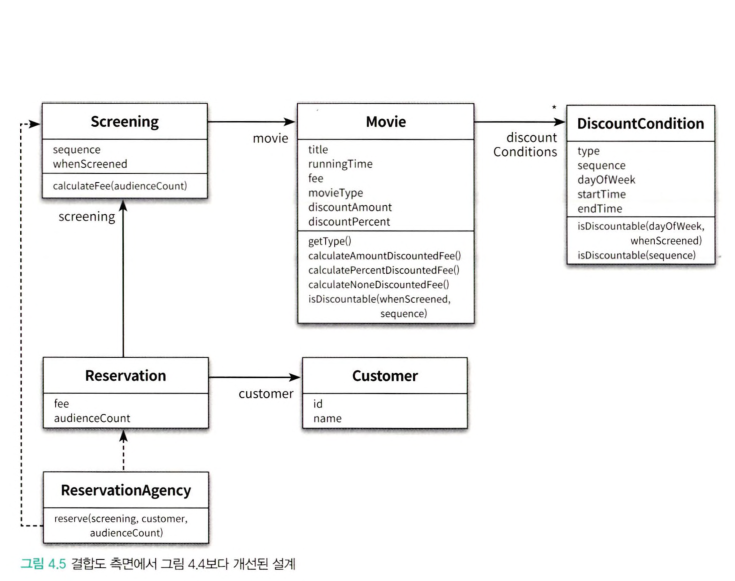 Screening
sequence
whenScreened
calculateFee(audienceCount)
movie
Movie
title
runningTime
fee
movieType
discountAmount
discountPercent
getType()
calculateAmountDiscountedFee()
calculatePercentDiscountedFee()
calculateNoneDiscountedFee()
isDiscountable(whenScreened,
sequence)
*
discount
Conditions
DiscountCondition
type
sequence
dayOfWeek
startTime
endTime
isDiscountable(dayOfWeek,
whenScreened)
isDiscountable(sequence)
screening
Reservation
fee
audienceCount
customer
Customer
id
name
ReservationAgency
reserve(screening, customer,
audienceCount)
그림 4.5 결합도 측면에서 그림 4.4보다 개선된 설계